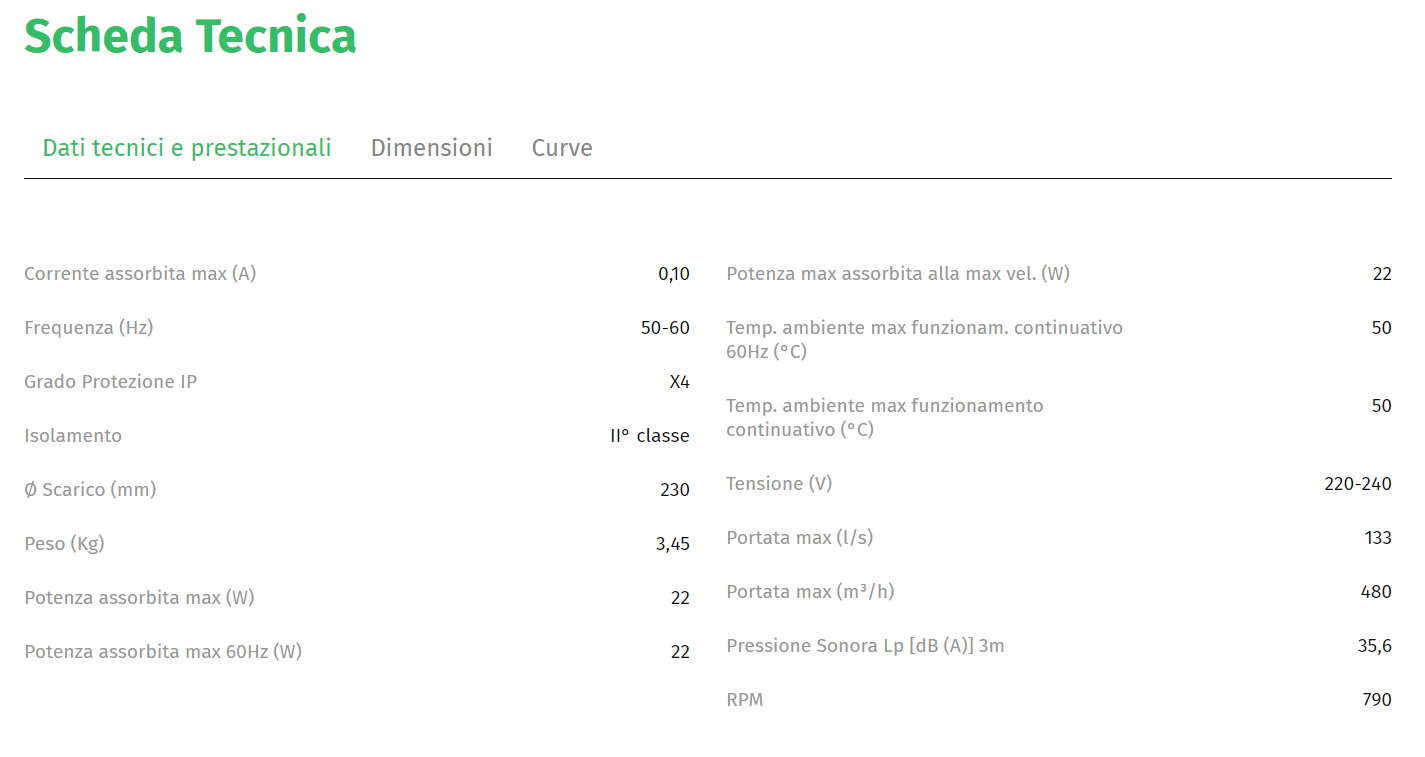 Scheda Tecnica
Dati tecnici e prestazionali Dimensioni Curve
Corrente assorbita max (A) 0,10
Frequenza (Hz) 50-60
Grado Protezione IP X4
Isolamento II° classe
Ø Scarico (mm) 230
Peso (Kg) 3,45
Potenza assorbita max (W) 22
Potenza assorbita max 60Hz (W) 22
Potenza max assorbita alla max vel. (W) 22
Temp. ambiente max funzionam. continuativo 50
60Hz (°C)
Temp. ambiente max funzionamento 50
continuativo (°C)
Tensione (V) 220-240
Portata max (l/s) 133
Portata max (m³/h) 480
Pressione Sonora Lp [dB (A)] 3m 35,6
RPM 790